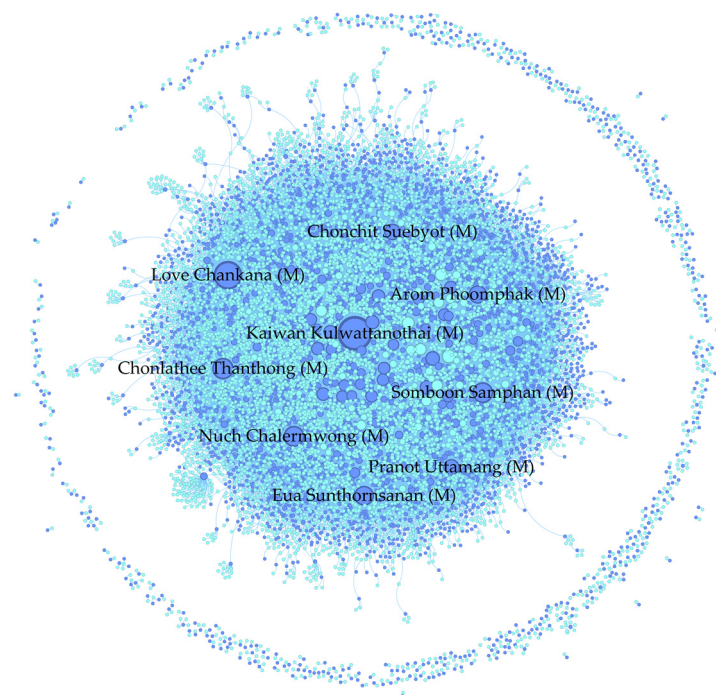 Chonchit Suebyot (M)
Love Chankana (M)
Arom Phoomphak (M)
Kaiwan Kulwattanothai (M)
Chonlathee Thanthong (M)
Somboon Samphan (M)
Nuch Chalermwong (M)
Pranot Uttamang (M)
Eua Sunthornsanan (M)